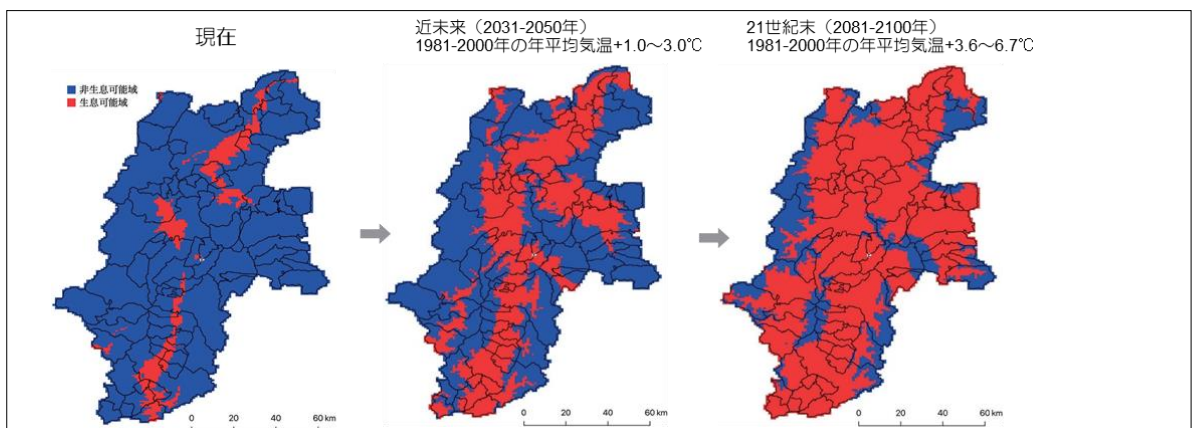 現在
近未来（2031-2050年）
1981-2000年の年平均気温+1.0～3.0℃
21世紀末（2081-2100年）
1981-2000年の年平均気温+3.6～6.7℃
非生息可能域
生息可能域
0 20 40 60 km
0 20 40 60 km
0 20 40 60 km